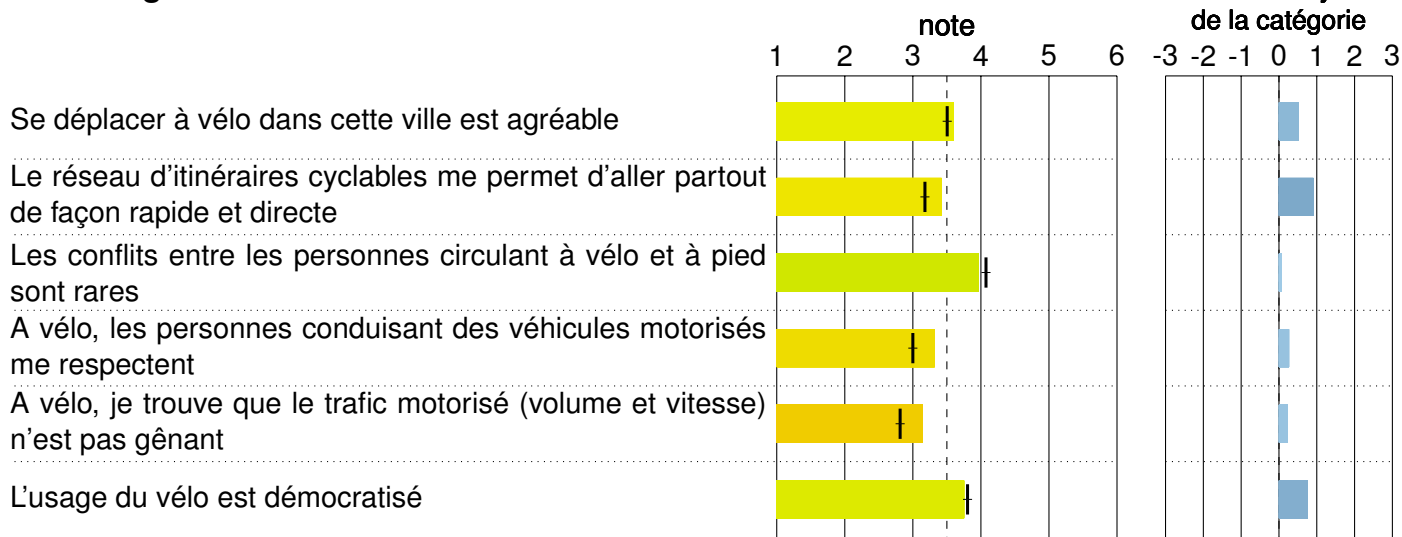 note
de la catégorie
1 2 3 4 5 6
-3 -2 -1 0 1 2 3
Se déplacer à vélo dans cette ville est agréable
Le réseau d'itinéraires cyclables me permet d'aller partout
de façon rapide et directe
Les conflits entre les personnes circulant à vélo et à pied
sont rares
A vélo, les personnes conduisant des véhicules motorisés
me respectent
A vélo, je trouve que le trafic motorisé (volume et vitesse)
n'est pas gênant
L'usage du vélo est démocratisé